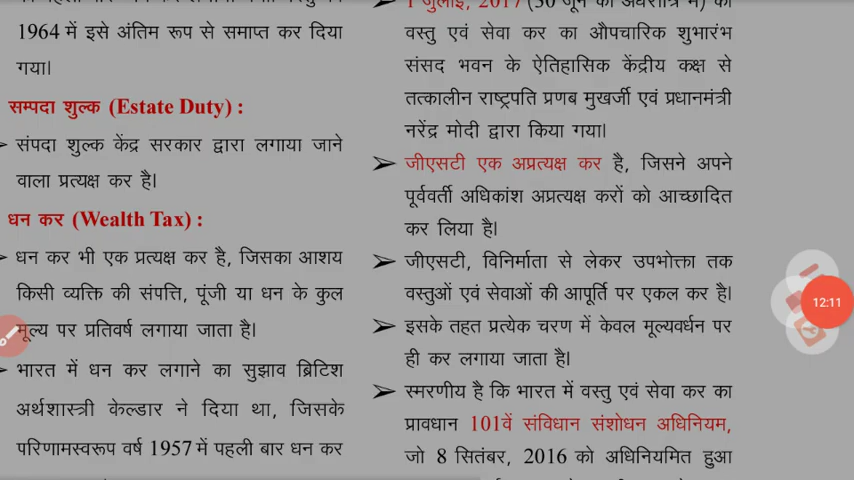 1964 में इसे अंतिम रूप से समाप्त कर दिया
गया।
सम्पदा शुल्क (Estate Duty) :
संपदा शुल्क केंद्र सरकार द्वारा लगाया जाने
वाला प्रत्यक्ष कर है।
धन कर (Wealth Tax) :
धन कर भी एक प्रत्यक्ष कर है, जिसका आशय
किसी व्यक्ति की संपत्ति, पूंजी या धन के कुल
मूल्य पर प्रतिवर्ष लगाया जाता है।
भारत में धन कर लगाने का सुझाव ब्रिटिश
अर्थशास्त्री केल्डार ने दिया था, जिसके
परिणामस्वरूप वर्ष 1957 में पहली बार धन कर
1 जुलाई, 2017 (30 जून की अर्धरात्रि में) को
वस्तु एवं सेवा कर का औपचारिक शुभारंभ
संसद भवन के ऐतिहासिक केंद्रीय कक्ष से
तत्कालीन राष्ट्रपति प्रणब मुखर्जी एवं प्रधानमंत्री
नरेंद्र मोदी द्वारा किया गया।
जीएसटी एक अप्रत्यक्ष कर है, जिसने अपने
पूर्ववर्ती अधिकांश अप्रत्यक्ष करों को आच्छादित
कर लिया है।
जीएसटी, विनिर्माता से लेकर उपभोक्ता तक
वस्तुओं एवं सेवाओं की आपूर्ति पर एकल कर है।
इसके तहत प्रत्येक चरण में केवल मूल्यवर्धन पर
ही कर लगाया जाता है।
स्मरणीय है कि भारत में वस्तु एवं सेवा कर का
प्रावधान 101वें संविधान संशोधन अधिनियम,
जो 8 सितंबर, 2016 को अधिनियमित हुआ
12:11